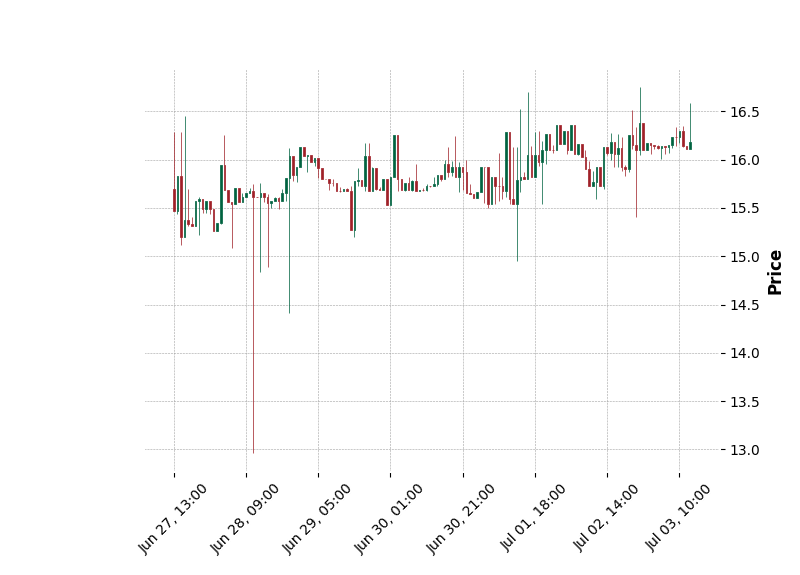 16.5
16.0
15.5
15.0
14.5
14.0
13.5
13.0
Price
Jun 27, 13:00
Jun 28, 09:00
Jun 29, 05:00
Jun 30, 01:00
Jun 30, 21:00
Jul 01, 18:00
Jul 02, 14:00
Jul 03, 10:00